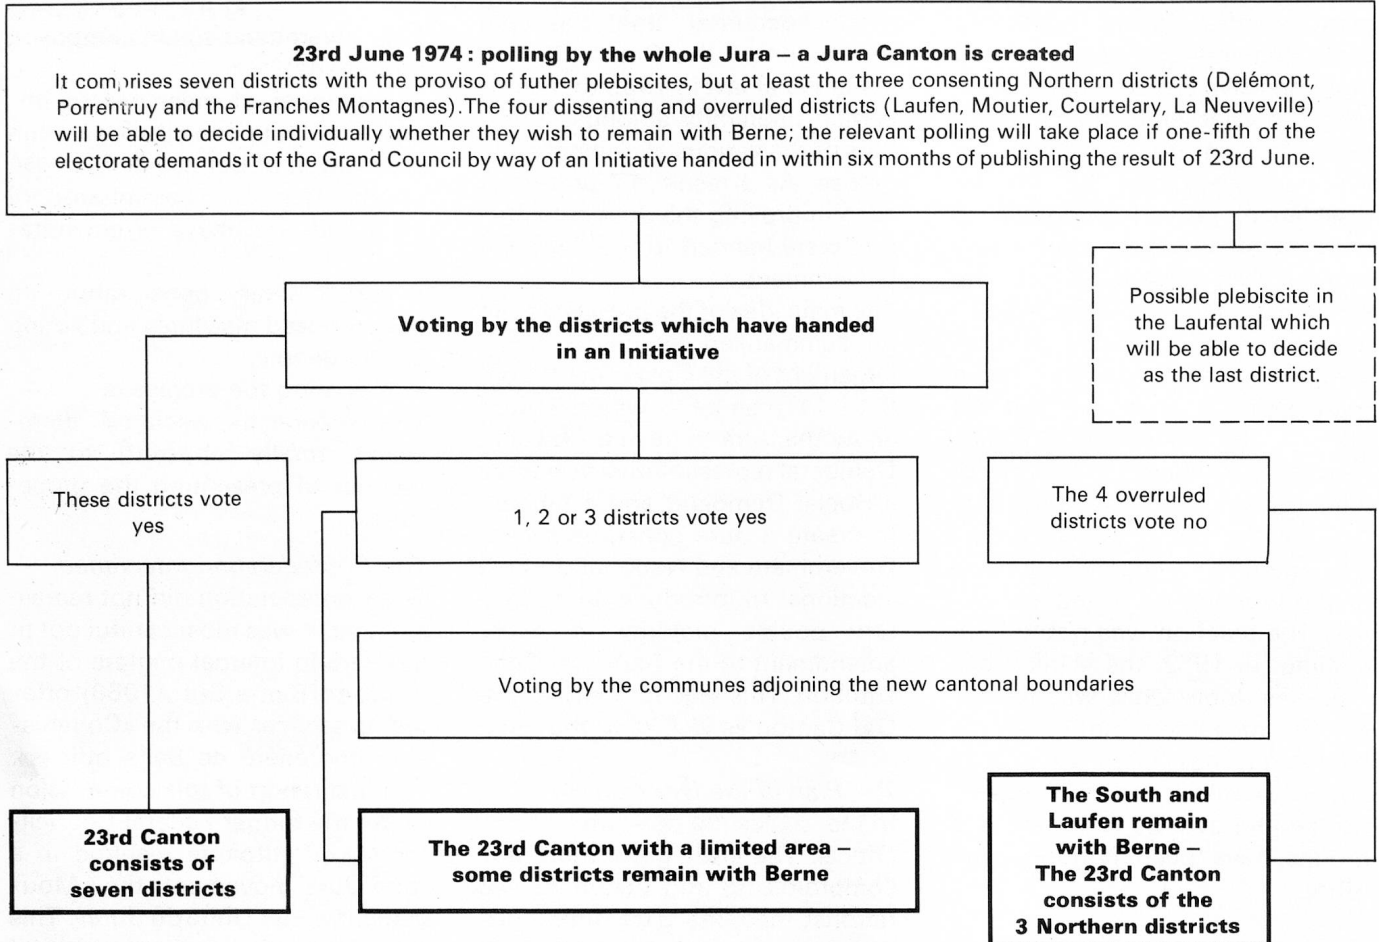 23rd June 1974 : polling by the whole Jura – a Jura Canton is created
It comprises seven districts with the proviso of futher plebiscites, but at least the three consenting Northern districts (Delémont,
Porrentruy and the Franches Montagnes). The four dissenting and overruled districts (Laufen, Moutier, Courtelary, La Neuveville)
will be able to decide individually whether they wish to remain with Berne; the relevant polling will take place if one-fifth of the
electorate demands it of the Grand Council by way of an Initiative handed in within six months of publishing the result of 23rd June.
Voting by the districts which have handed
in an Initiative
Possible plebiscite in
the Laufental which
will be able to decide
as the last district.
These districts vote
yes
1, 2 or 3 districts vote yes
The 4 overruled
districts vote no
Voting by the communes adjoining the new cantonal boundaries
23rd Canton
consists of
seven districts
The 23rd Canton with a limited area –
some districts remain with Berne
The South and
Laufen remain
with Berne –
The 23rd Canton
consists of the
3 Northern districts